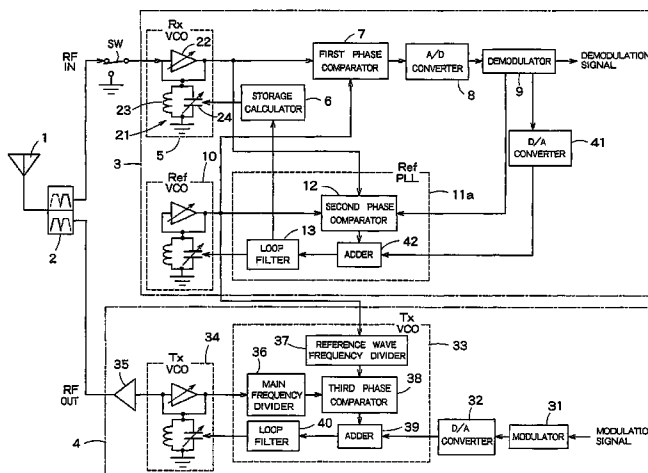 3
Rx
VCO
RF
IN
SW
22
7
FIRST PHASE
COMPARATOR
A/D
CONVERTER
8
DEMODULATOR
9
DEMODULATION
SIGNAL
23
24
21
5
STORAGE
CALCULATOR
6
D/A
CONVERTER
41
1
3
10
Ref
VCO
Ref
PLL
11a
12
SECOND PHASE
COMPARATOR
2
13
LOOP
FILTER
ADDER
42
Tx
VCO
33
37
REFERENCE WAVE
FREQUENCY DIVIDER
34
Tx
VCO
36
35
RF
OUT
MAIN
FREQUENCY
DIVIDER
THIRD PHASE
COMPARATOR
38
32
31
4
LOOP
FILTER
40
ADDER
39
D/A
CONVERTER
MODULATOR
MODULATION
SIGNAL